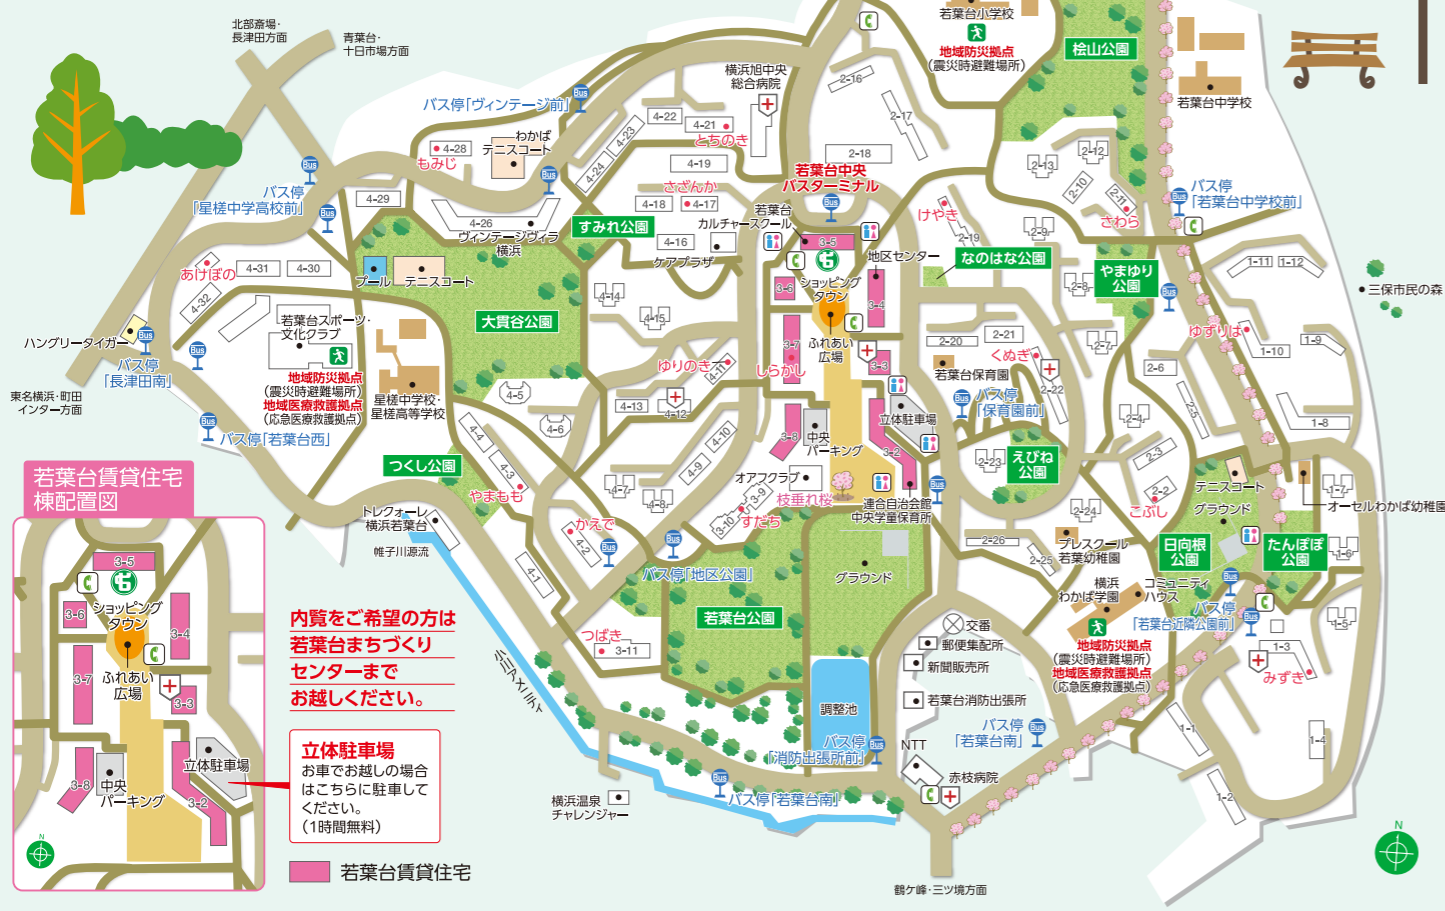 北部斎場・
長津田方面
青葉台・
十日市場方面
若葉台小学校
地域防災拠点
(震災時避難場所)
桧山公園
若葉台中学校
横浜旭中央
総合病院
2-16
2-17
2-18
バス停「ヴィンテージ前」
Bus
わかば
テニスコート
4-28
もみじ
4-22
4-21
とちのき
4-23
4-24
4-19
さざんか
4-18
4-17
4-16
ケアプラザ
すみれ公園
若葉台中央
バスターミナル
Bus
若葉台
カルチャースクール
3-5
地区センター
ショッピング
タウン
3-6
3-4
ふれあい
広場
3-7
しらかし
3-3
立体駐車場
3-8
中央
パーキング
3-2
オアフクラブ
枝垂れ桜
連合自治会館
中央学童保育所
けやき
2-19
なのはな公園
2-13
2-12
2-10
2-11
さわら
2-9
2-8
やまゆり
公園
バス停
「若葉台中学校前」
Bus
1-11
1-12
三保市民の森
ゆずりは
1-10
1-9
1-8
2-7
2-6
2-5
2-4
2-3
2-2
こぶし
2-20
2-21
若葉台保育園
くぬぎ
2-22
バス停
「保育園前」
Bus
えびね
公園
2-23
2-24
2-25
2-26
プレスクール
若葉幼稚園
テニスコート
グラウンド
オーセルわかば幼稚園
1-7
日向根
公園
たんぽぽ
公園
1-6
1-5
コミュニティ
ハウス
横浜
わかば学園
地域防災拠点
(震災時避難場所)
地域医療救護拠点
(応急医療救護拠点)
バス停
「若葉台近隣公園前」
Bus
1-3
みずき
1-1
1-2
1-4
バス停
「星槎中学高校前」
Bus
4-29
4-26
ヴィンテージヴィラ
横浜
プール
テニスコート
大貫谷公園
あけぼの
4-31
4-30
4-32
ハングリータイガー
バス停
「長津田南」
Bus
東名横浜・町田
インター方面
若葉台スポーツ・
文化クラブ
地域防災拠点
(震災時避難場所)
地域医療救護拠点
(応急医療救護拠点)
星槎中学校・
星槎高等学校
バス停「若葉台西」
Bus
4-14
4-15
ゆりのき
4-11
4-12
4-13
4-5
4-6
4-4
4-3
やまもも
つくし公園
4-10
4-9
4-7
4-8
かえで
4-2
4-1
3-9
3-10
すだち
バス停「地区公園」
Bus
若葉台公園
グラウンド
つばき
3-11
トレクォーレ
横浜若葉台
帷子川源流
小川アメニティ
調整池
バス停
「消防出張所前」
Bus
交番
郵便集配所
新聞販売所
若葉台消防出張所
NTT
赤枝病院
バス停
「若葉台南」
Bus
バス停「若葉台南」
Bus
横浜温泉
チャレンジャー
鶴ケ峰・三ツ境方面
N
若葉台賃貸住宅
棟配置図
3-5
ショッピング
タウン
3-6
3-4
ふれあい
広場
3-7
3-3
立体駐車場
3-8
中央
パーキング
3-2
N
内覧をご希望の方は
若葉台まちづくり
センターまで
お越しください。
立体駐車場
お車でお越しの場合
はこちらに駐車して
ください。
(1時間無料)
若葉台賃貸住宅